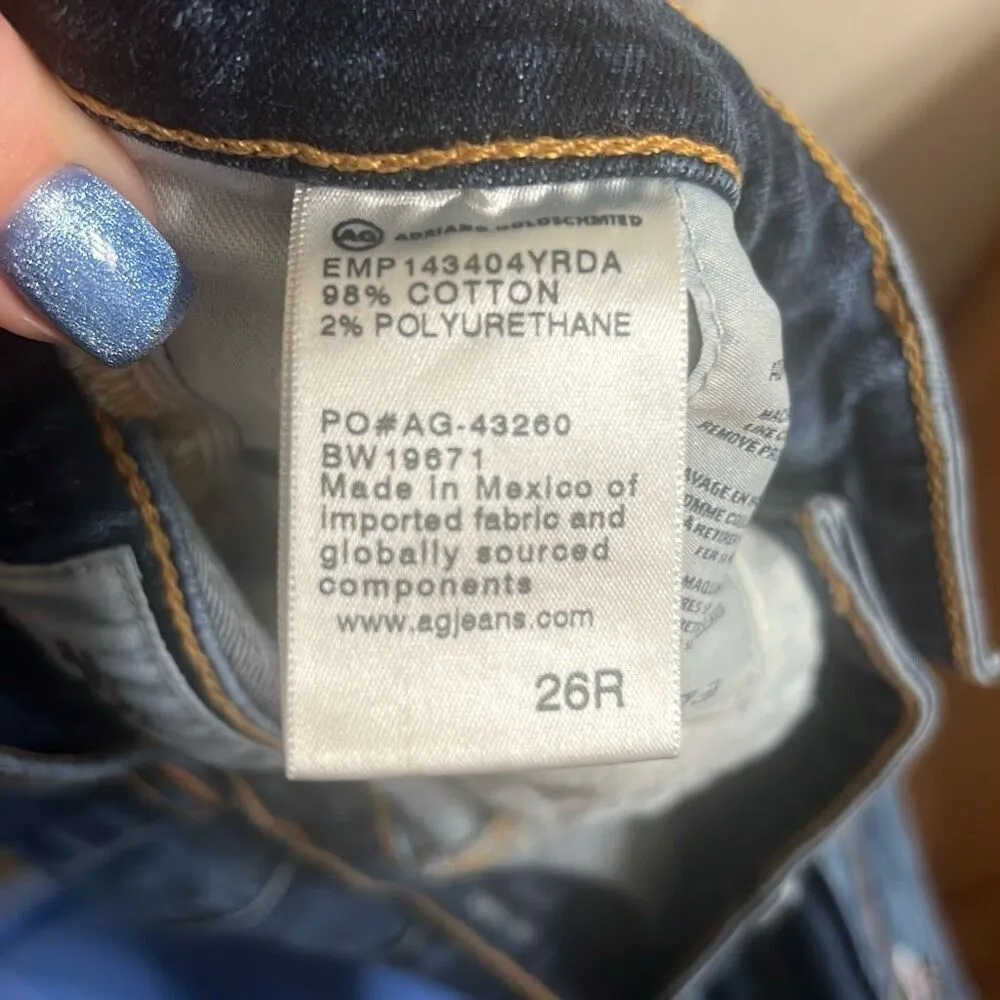 AG ADRIANO GOLDSCHMIED
EMP143404YRDA
98% COTTON
2% POLYURETHANE
PO#AG-43260
BW19671
Made in Mexico of
imported fabric and
globally sourced
components
www.agjeans.com
26R
REMOVE